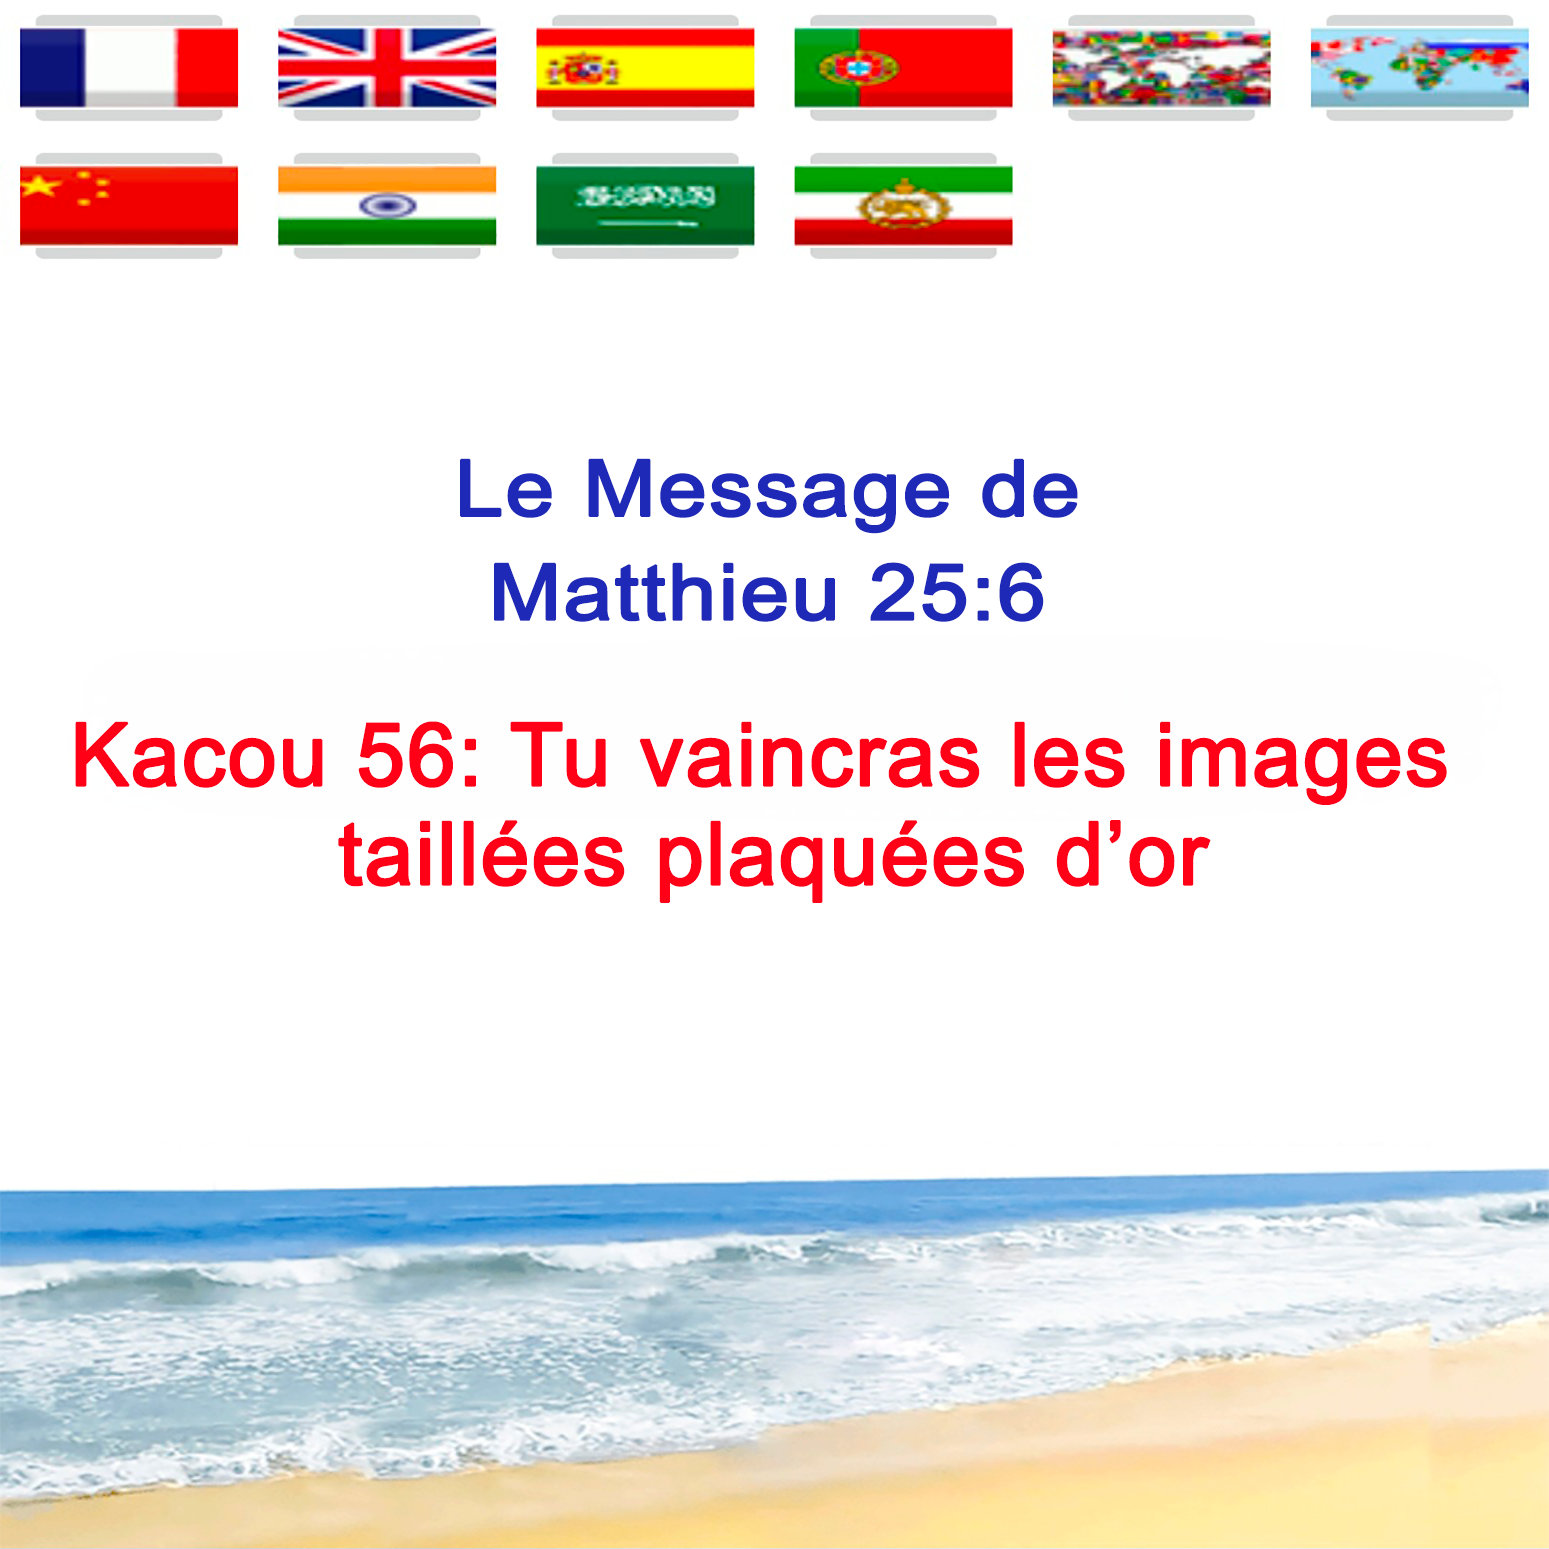 Le Message de
Matthieu 25:6
Kacou 56: Tu vaincras les images
taillées plaquées d’or